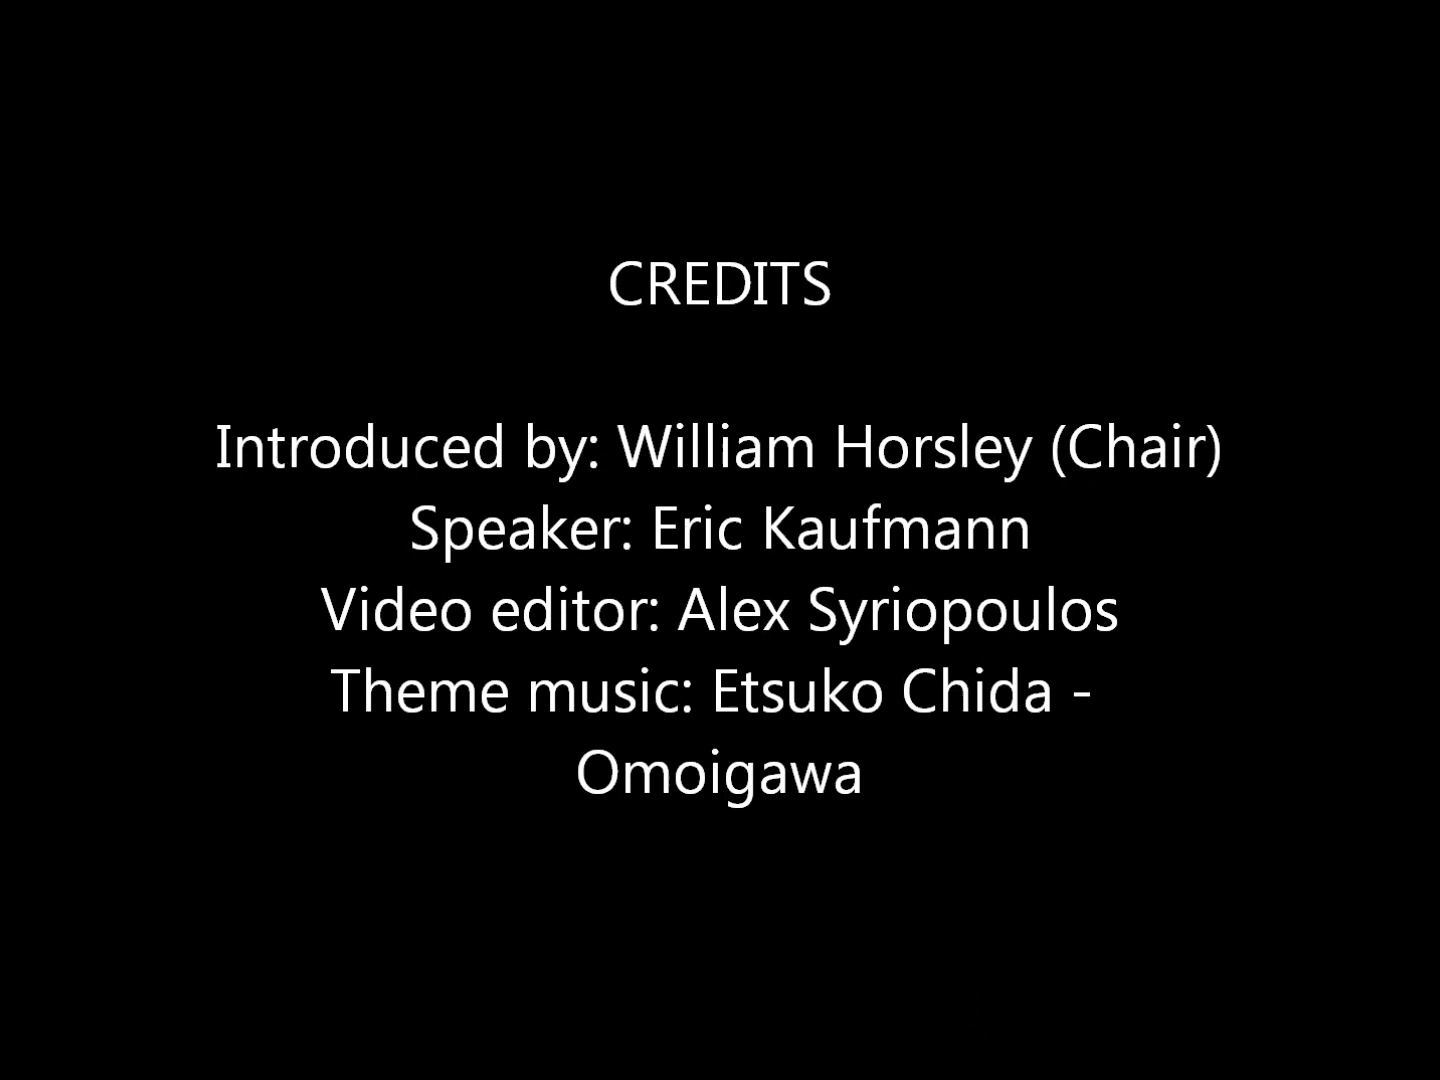 CREDITS
Introduced by: William Horsley (Chair)
Speaker: Eric Kaufmann
Video editor: Alex Syriopoulos
Theme music: Etsuko Chida -
Omoigawa